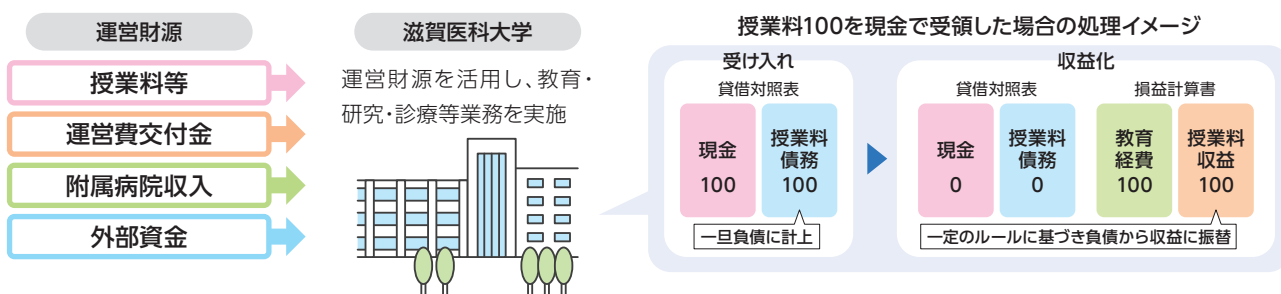 運営財源
授業料等
運営費交付金
附属病院収入
外部資金
滋賀医科大学
運営財源を活用し、教育・
研究・診療等業務を実施
授業料100を現金で受領した場合の処理イメージ
受け入れ
貸借対照表
現金
100
授業料
債務
100
一旦負債に計上
収益化
貸借対照表
損益計算書
現金
0
授業料
債務
0
教育
経費
100
授業料
収益
100
一定のルールに基づき負債から収益に振替